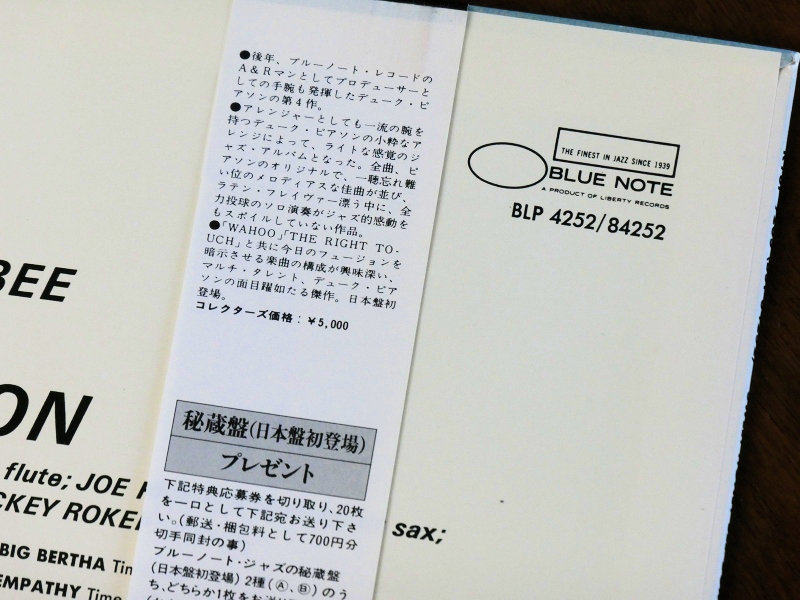 ●後年、ブルーノート・レコードの
A&Rマンとしてプロデューサーと
しての手腕も発揮したデューク・ピ
アソンの第4作。
●アレンジャーとしても一流の腕を
持つデューク・ピアソンの小粋なア
レンジによって、ライトな感覚のジ
ャズ・アルバムとなった。全曲、ピ
アソンのオリジナルで、一聴忘れ難
い位のメロディアスな佳曲が並び、
ラテン・フレイヴァー漂う中に、全
力投球のソロ演奏がジャズ的感動を
もスポイルしていない作品。
●「WAHOO」「THE RIGHT TO-
UCH」と共に今日のフュージョンを
暗示させる楽曲の構成が興味深い、
マルチ・タレント、デューク・ピア
ソンの面目躍如たる傑作。日本盤初
登場。
コレクターズ価格：￥5,000
秘蔵盤(日本盤初登場)
プレゼント
下記特典応募券を切り取り、20枚
を一口として下記宛お送り下さ
い。(郵送・梱包料として700円分
切手同封の事)
ブルーノート・ジャズの秘蔵盤
(日本盤初登場)2種(Ⓐ、Ⓑ)のう
ち、どちらか1枚をお送り
THE FINEST IN JAZZ SINCE 1939
BLUE NOTE
A PRODUCT OF LIBERTY RECORDS
BLP 4252/84252
BEE
ON
flute; JOE
sax;
CKEY ROKE
BIG BERTHA Tim
EMPATHY Time